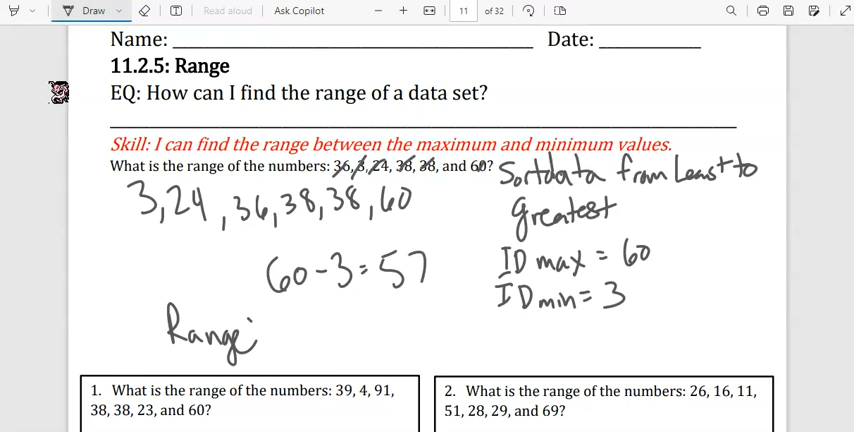 Draw Read aloud Ask Copilot 11 of 32
Name: ____ Date: ____
11.2.5: Range
EQ: How can I find the range of a data set?
Skill: I can find the range between the maximum and minimum values.
What is the range of the numbers: 36, 3, 24, 38, 38, and 60?
Sort data from Least to
greatest
3, 24, 36, 38, 38, 60
60 - 3 = 57
ID max = 60
ID min = 3
Range:
1. What is the range of the numbers: 39, 4, 91,
38, 38, 23, and 60?
2. What is the range of the numbers: 26, 16, 11,
51, 28, 29, and 69?